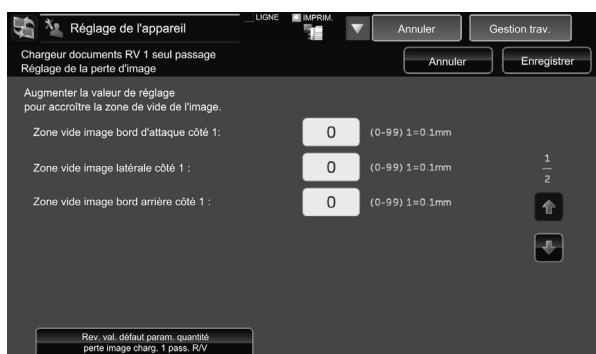 Réglage de l'appareil
LIGNE
IMPRIM.
Annuler
Gestion trav.
Chargeur documents RV 1 seul passage
Réglage de la perte d'image
Annuler
Enregistrer
Augmenter la valeur de réglage
pour accroître la zone de vide de l'image.
Zone vide image bord d'attaque côté 1:
0
(0-99) 1=0.1mm
Zone vide image latérale côté 1 :
0
(0-99) 1=0.1mm
Zone vide image bord arrière côté 1 :
0
(0-99) 1=0.1mm
1
2
Rev. val. défaut param. quantité
perte image charg. 1 pass. R/V